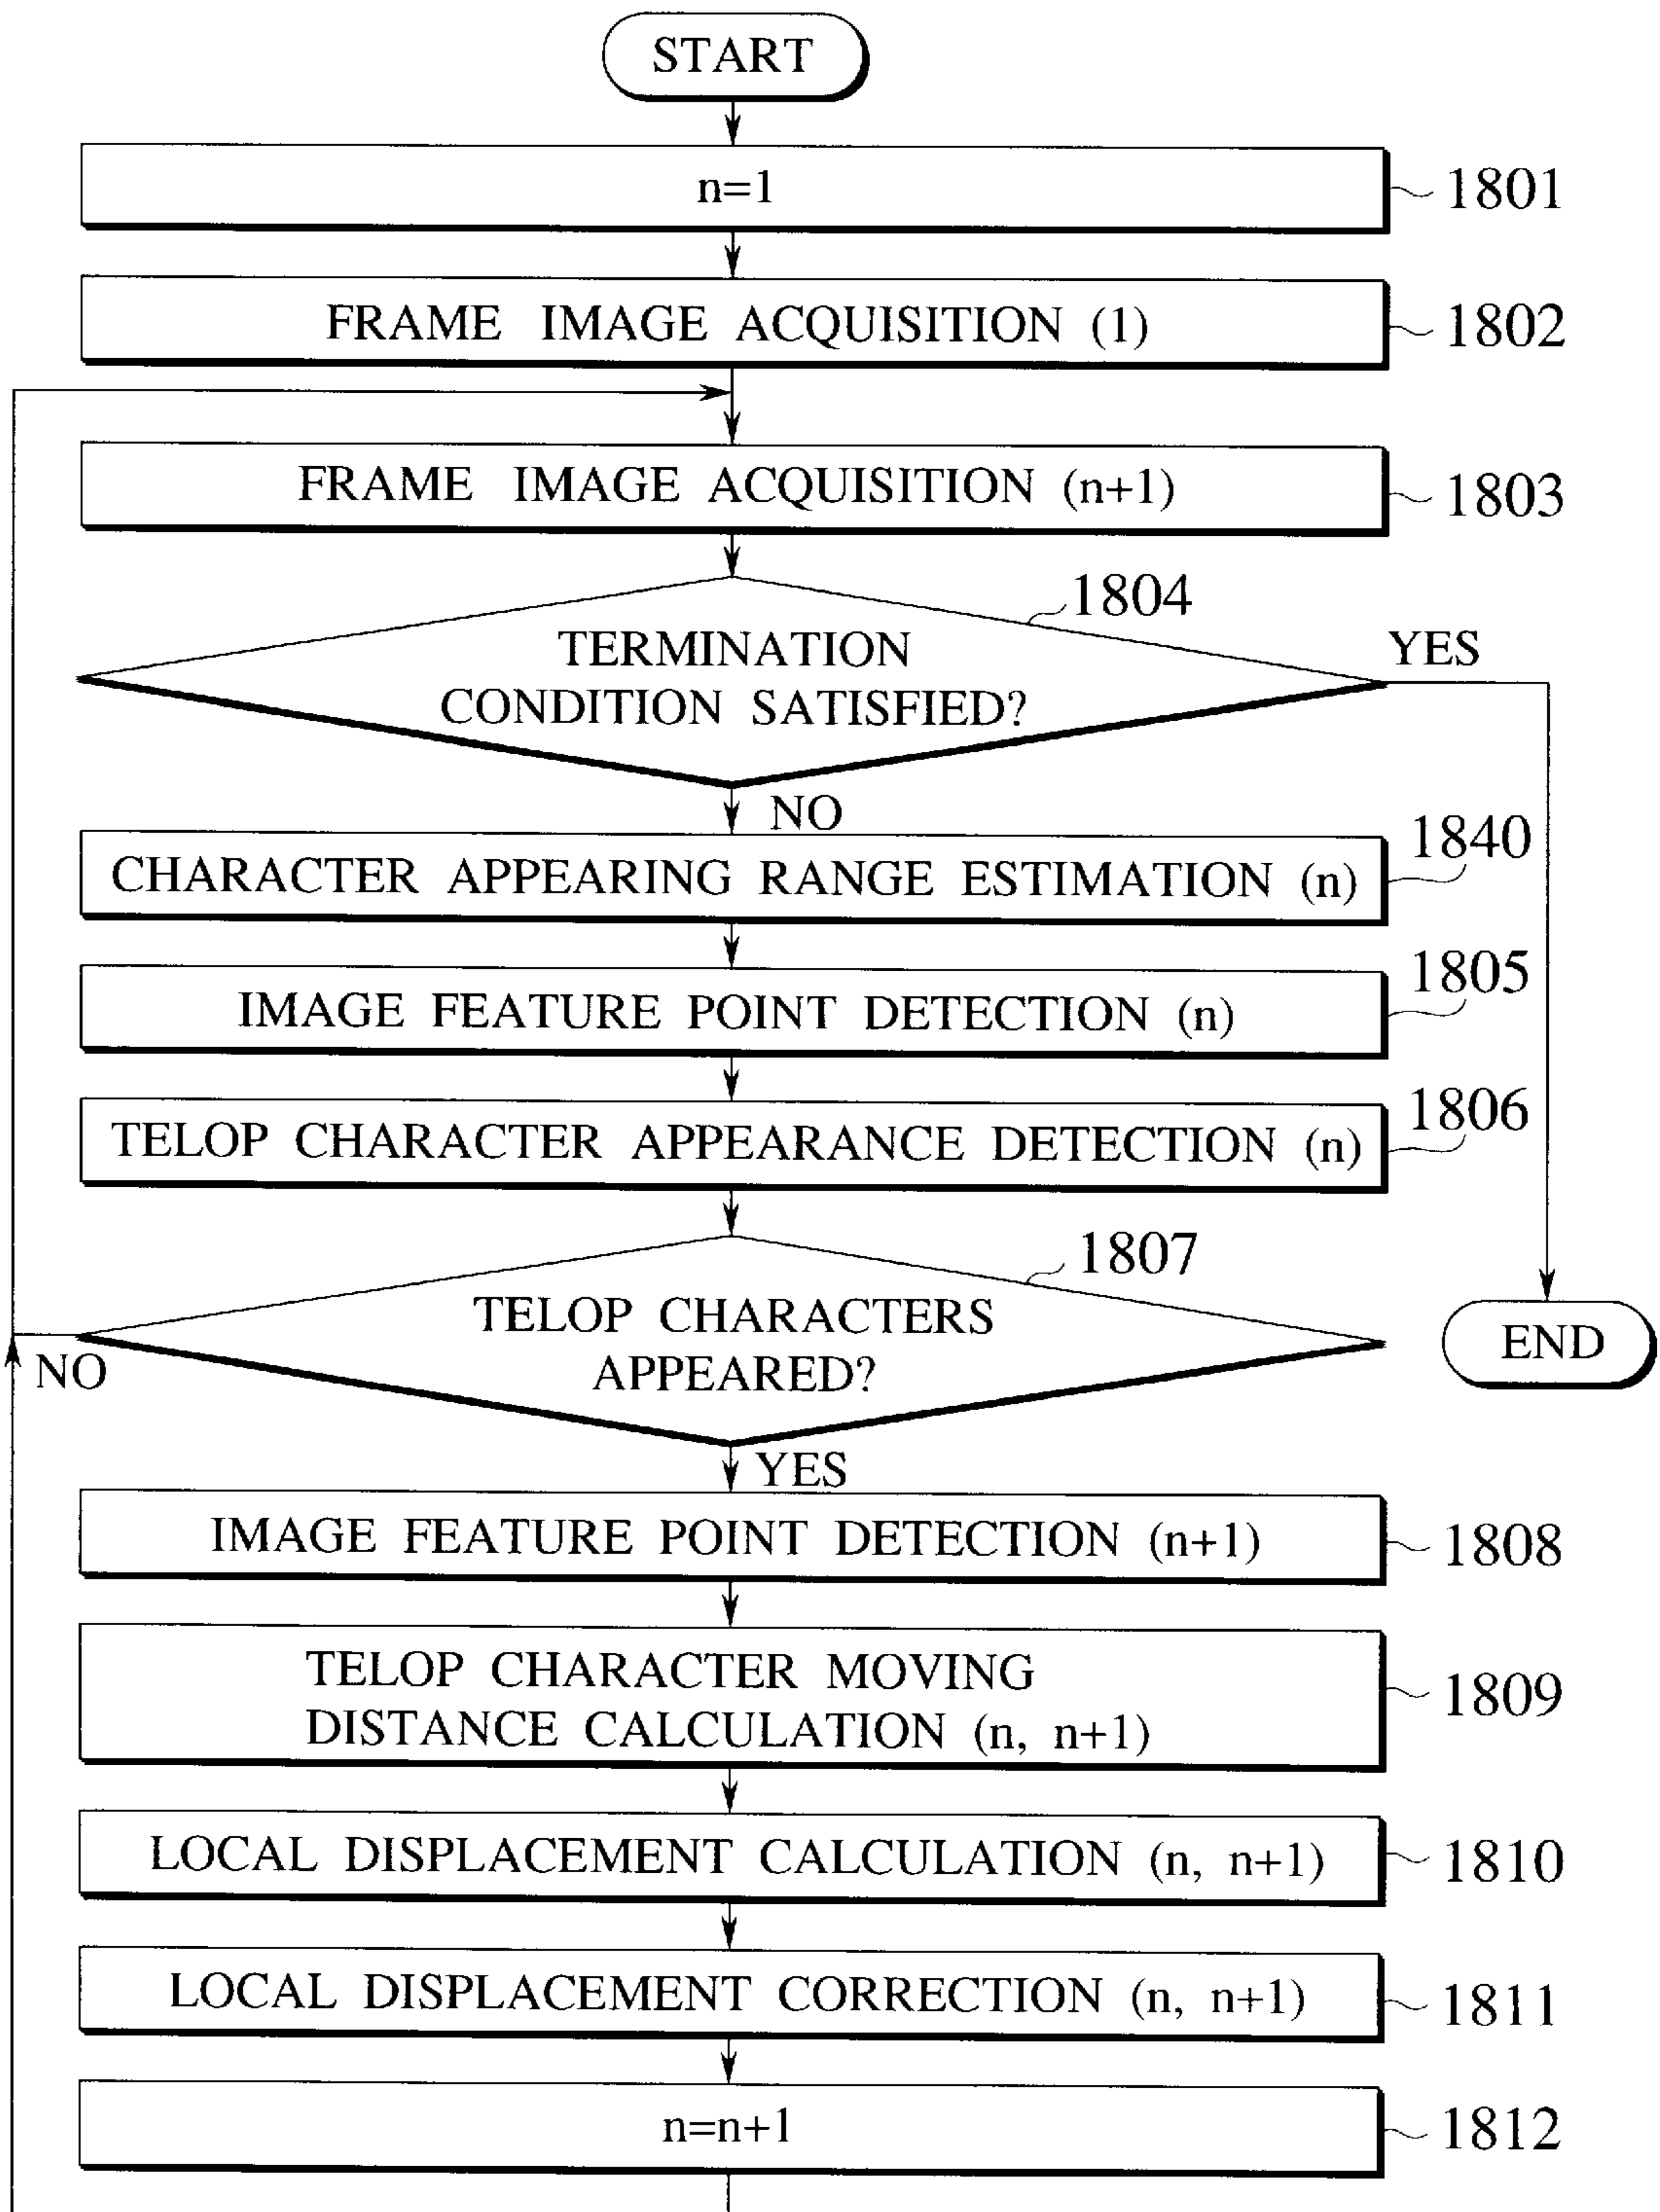 START
n=1
1801
FRAME IMAGE ACQUISITION (1)
1802
FRAME IMAGE ACQUISITION (n+1)
1803
1804
TERMINATION
CONDITION SATISFIED?
YES
NO
1840
CHARACTER APPEARING RANGE ESTIMATION (n)
1805
IMAGE FEATURE POINT DETECTION (n)
1806
TELOP CHARACTER APPEARANCE DETECTION (n)
1807
TELOP CHARACTERS
APPEARED?
END
NO
YES
IMAGE FEATURE POINT DETECTION (n+1)
1808
TELOP CHARACTER MOVING
DISTANCE CALCULATION (n, n+1)
1809
LOCAL DISPLACEMENT CALCULATION (n, n+1)
1810
LOCAL DISPLACEMENT CORRECTION (n, n+1)
1811
n=n+1
1812